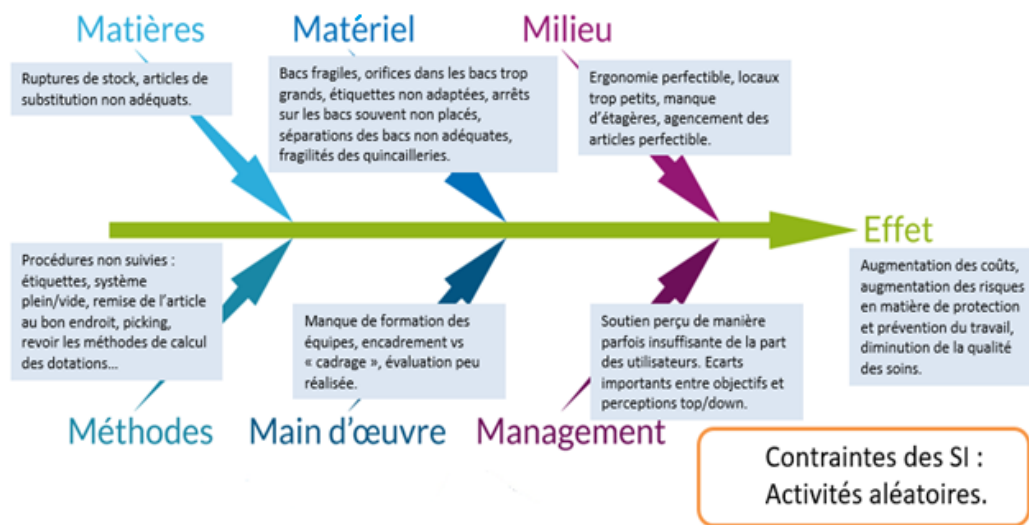 Matières
Matériel
Milieu
Ruptures de stock, articles de
substitution non adéquats.
Bacs fragiles, orifices dans les bacs trop
grands, étiquettes non adaptées, arrêts
sur les bacs souvent non placés,
séparations des bacs non adéquates,
fragilités des quincailleries.
Ergonomie perfectible, locaux
trop petits, manque
d’étagères, agencement des
articles perfectible.
Effet
Procédures non suivies :
étiquettes, système
plein/vide, remise de l’article
au bon endroit, picking,
revoir les méthodes de calcul
des dotations…
Manque de formation des
équipes, encadrement vs
« cadrage », évaluation peu
réalisée.
Soutien perçu de manière
parfois insuffisante de la part
des utilisateurs. Ecarts
importants entre objectifs et
perceptions top/down.
Augmentation des coûts,
augmentation des risques
en matière de protection
et prévention du travail,
diminution de la qualité
des soins.
Méthodes
Main d’œuvre
Management
Contraintes des SI :
Activités aléatoires.